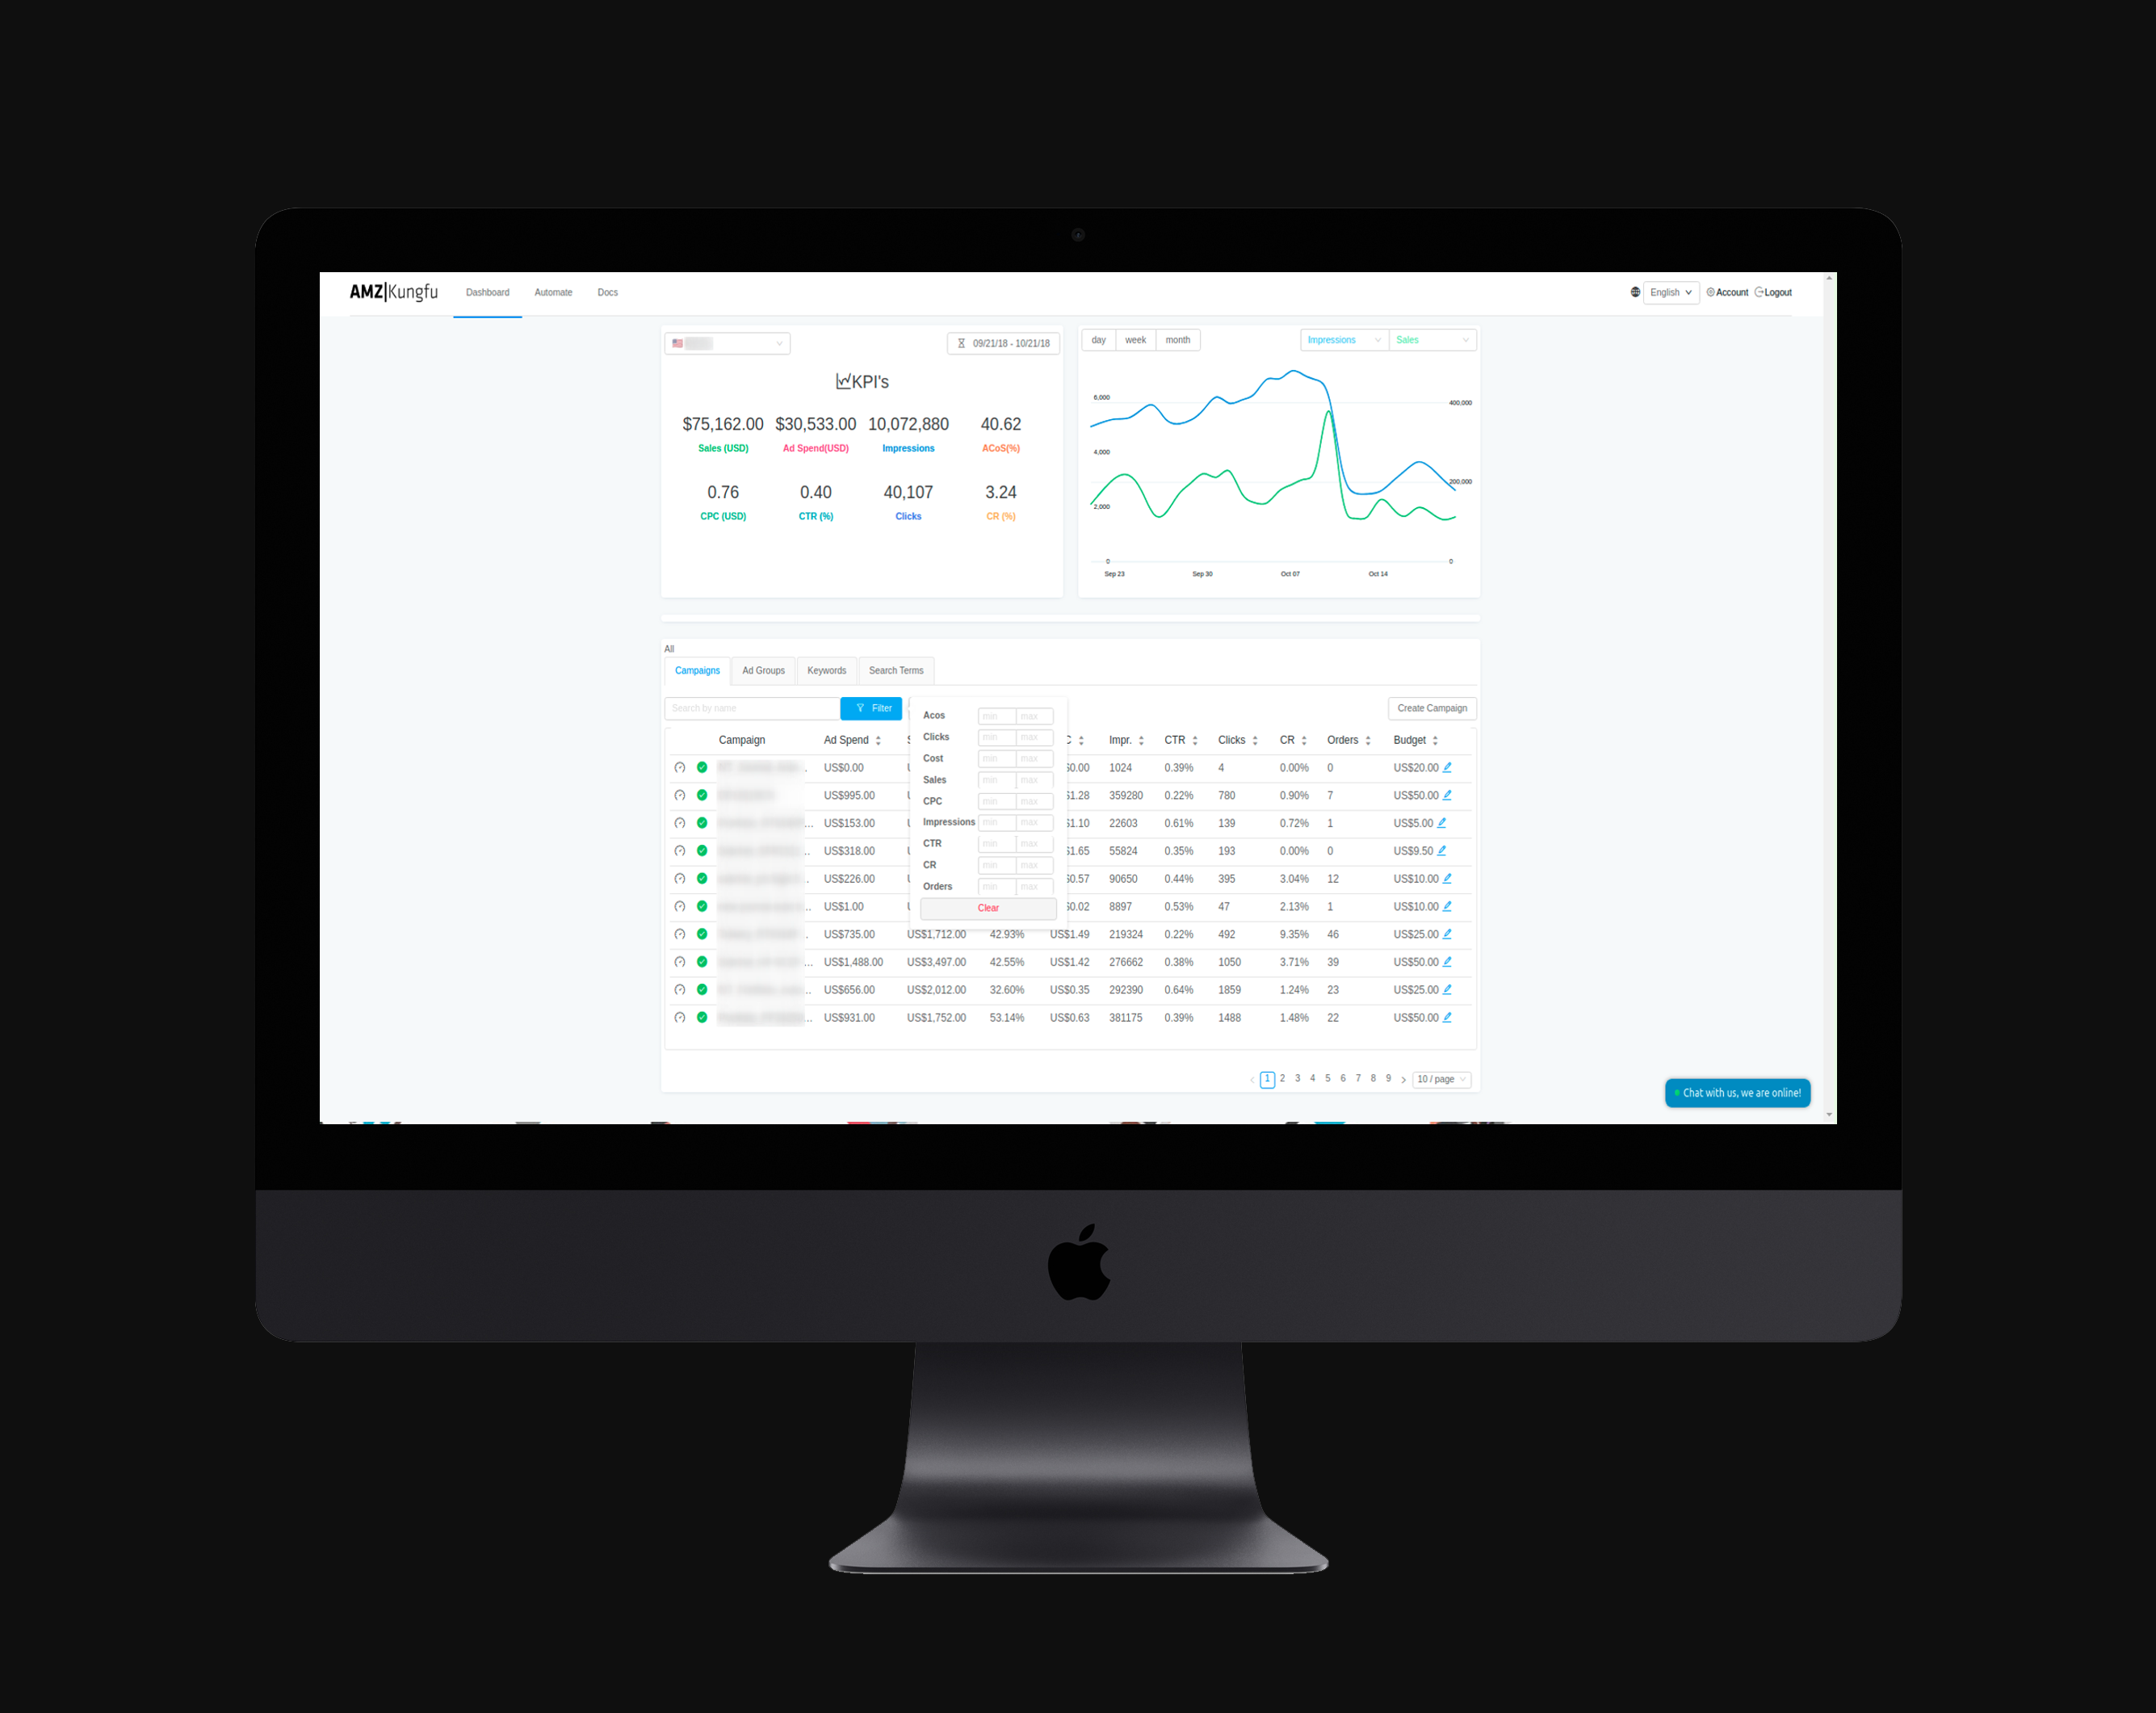 AMZ|Kungfu Dashboard Automate Docs English Account Logout
09/21/18 - 10/21/18
KPI's
$75,162.00 $30,533.00 10,072,880 40.62
Sales (USD) Ad Spend(USD) Impressions ACoS(%)
0.76 0.40 40,107 3.24
CPC (USD) CTR (%) Clicks CR (%)
day week month Impressions Sales
6,000 400,000
4,000
200,000
2,000
0 0
Sep 23 Sep 30 Oct 07 Oct 14
All
Campaigns Ad Groups Keywords Search Terms
Search by name Filter Create Campaign
Acos min max
Clicks min max
Cost min max
Sales min max
CPC min max
Impressions min max
CTR min max
CR min max
Orders min max
Clear
Campaign Ad Spend Impr. CTR Clicks CR Orders Budget
US$0.00 $0.00 1024 0.39% 4 0.00% 0 US$20.00
US$995.00 $1.28 359280 0.22% 780 0.90% 7 US$50.00
US$153.00 $1.10 22603 0.61% 139 0.72% 1 US$5.00
US$318.00 $1.65 55824 0.35% 193 0.00% 0 US$9.50
US$226.00 $0.57 90650 0.44% 395 3.04% 12 US$10.00
US$1.00 $0.02 8897 0.53% 47 2.13% 1 US$10.00
US$735.00 US$1,712.00 42.93% US$1.49 219324 0.22% 492 9.35% 46 US$25.00
US$1,488.00 US$3,497.00 42.55% US$1.42 276662 0.38% 1050 3.71% 39 US$50.00
US$656.00 US$2,012.00 32.60% US$0.35 292390 0.64% 1859 1.24% 23 US$25.00
US$931.00 US$1,752.00 53.14% US$0.63 381175 0.39% 1488 1.48% 22 US$50.00
1 2 3 4 5 6 7 8 9 10 / page
Chat with us, we are online!